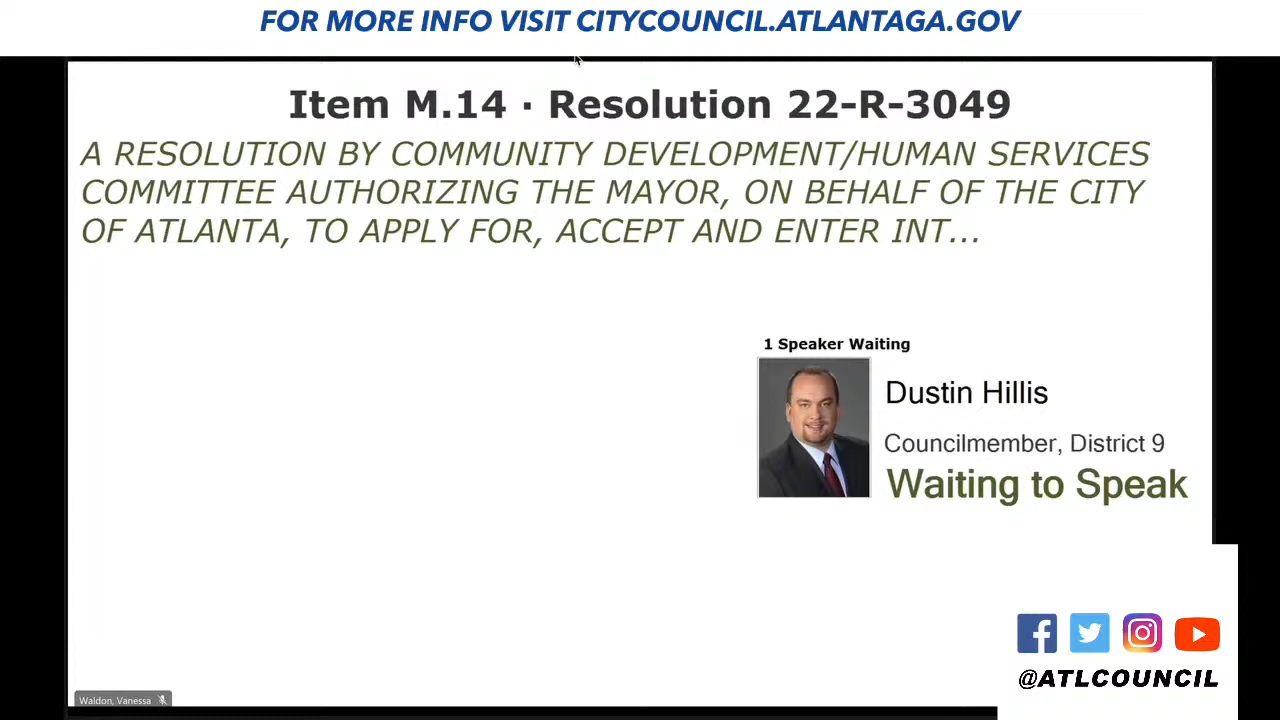 FOR MORE INFO VISIT CITYCOUNCIL.ATLANTAGA.GOV
Item M.14 · Resolution 22-R-3049
A RESOLUTION BY COMMUNITY DEVELOPMENT/HUMAN SERVICES
COMMITTEE AUTHORIZING THE MAYOR, ON BEHALF OF THE CITY
OF ATLANTA, TO APPLY FOR, ACCEPT AND ENTER INT...
1 Speaker Waiting
Dustin Hillis
Councilmember, District 9
Waiting to Speak
@ATLCOUNCIL
Waldon, Vanessa